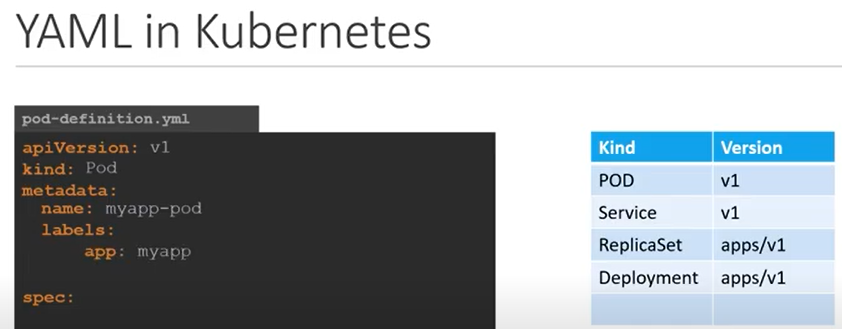 YAML in Kubernetes
pod-definition.yml
apiVersion: v1
kind: Pod
metadata:
name: myapp-pod
labels:
app: myapp
spec:
Kind Version
POD v1
Service v1
ReplicaSet apps/v1
Deployment apps/v1